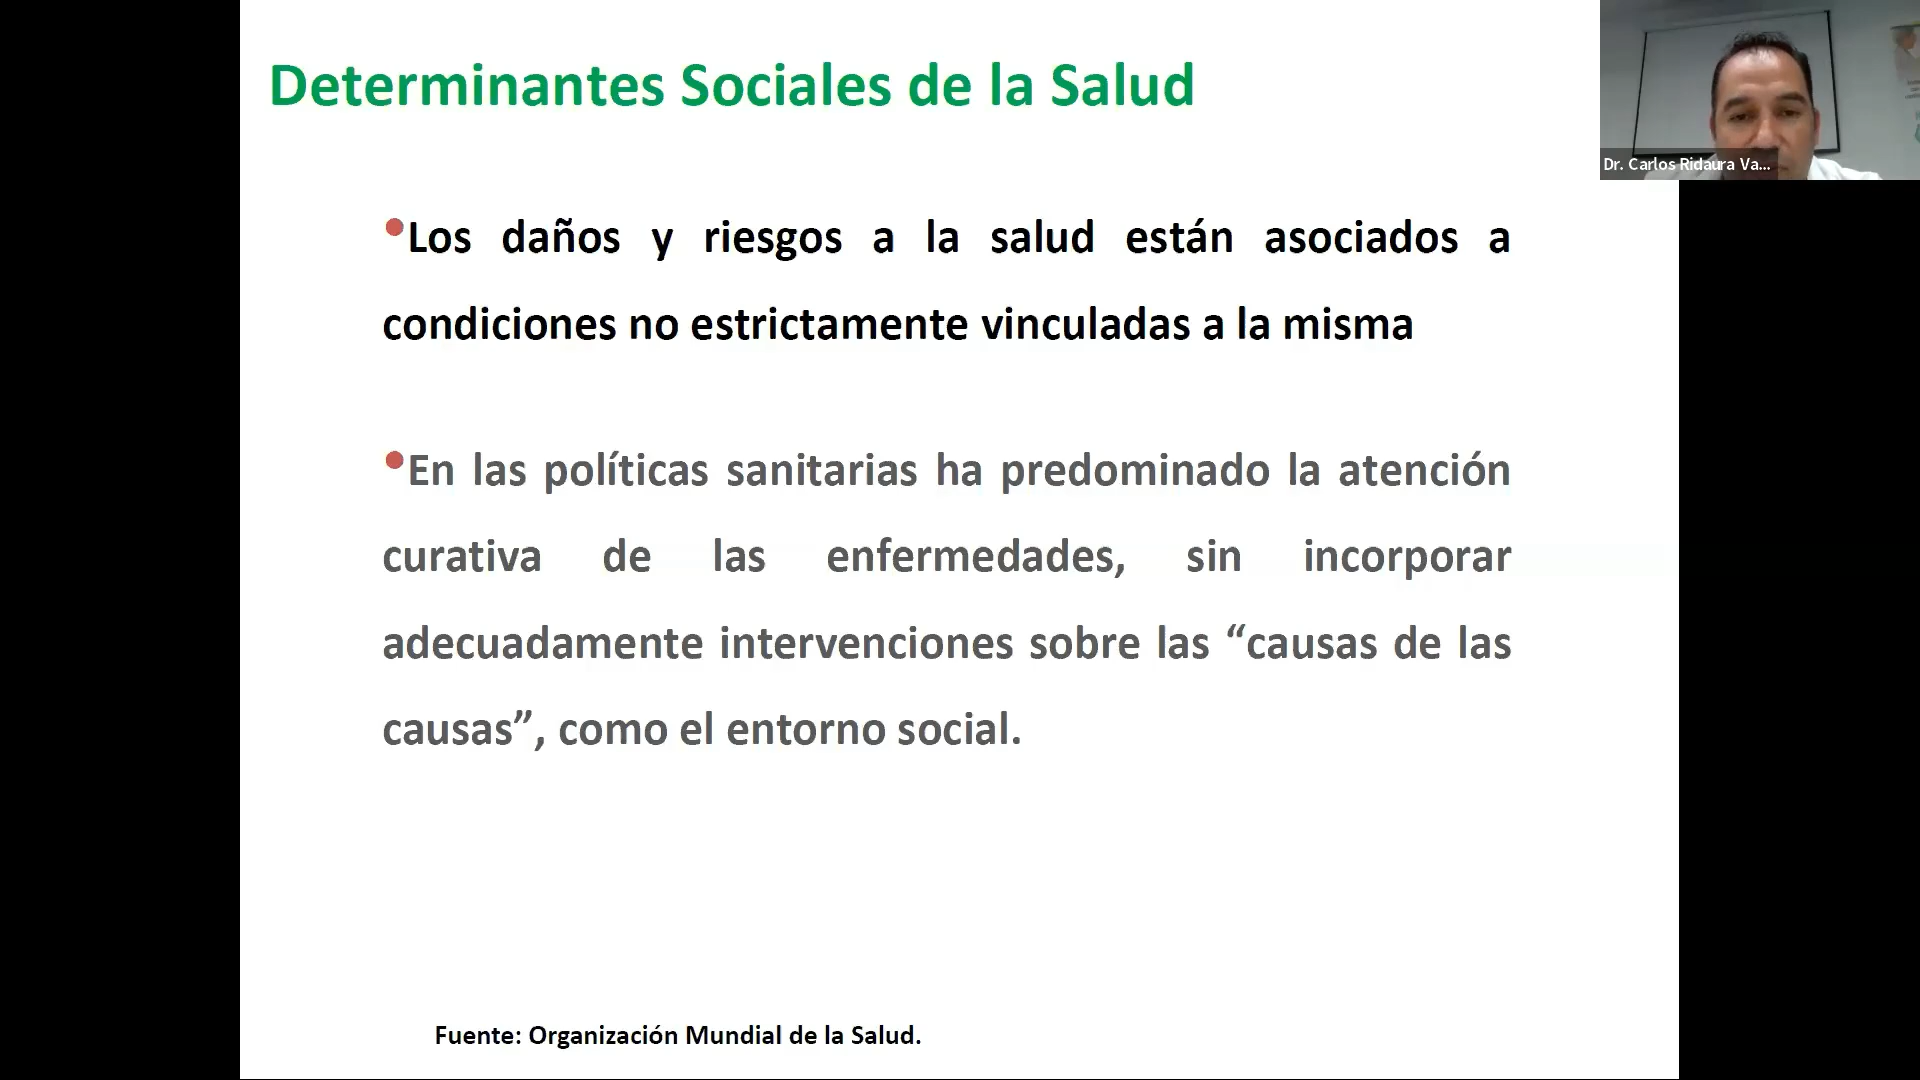 Determinantes Sociales de la Salud
Dr. Carlos Ridaura Va...
•Los daños y riesgos a la salud están asociados a
condiciones no estrictamente vinculadas a la misma
•En las políticas sanitarias ha predominado la atención
curativa de las enfermedades, sin incorporar
adecuadamente intervenciones sobre las “causas de las
causas”, como el entorno social.
Fuente: Organización Mundial de la Salud.